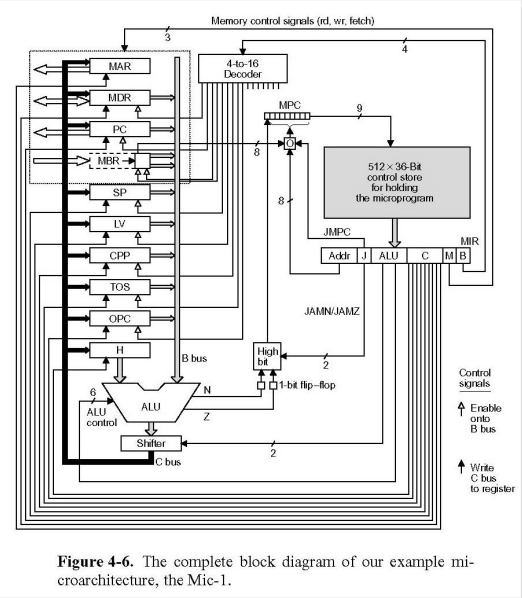 Memory control signals (rd, wr, fetch)
3
4
MAR
4-to-16
Decoder
MDR
MPC
9
PC
O
8
MBR
512 × 36-Bit
control store
for holding
the microprogram
8
SP
LV
JMPC
MIR
Addr J ALU C M B
CPP
TOS
JAMN/JAMZ
OPC
H
B bus
High
bit
2
Control
signals
1-bit flip–flop
6
ALU
control
ALU
N
Z
Enable
onto
B bus
Shifter
2
C bus
Write
C bus
to register
Figure 4-6. The complete block diagram of our example mi-
croarchitecture, the Mic-1.